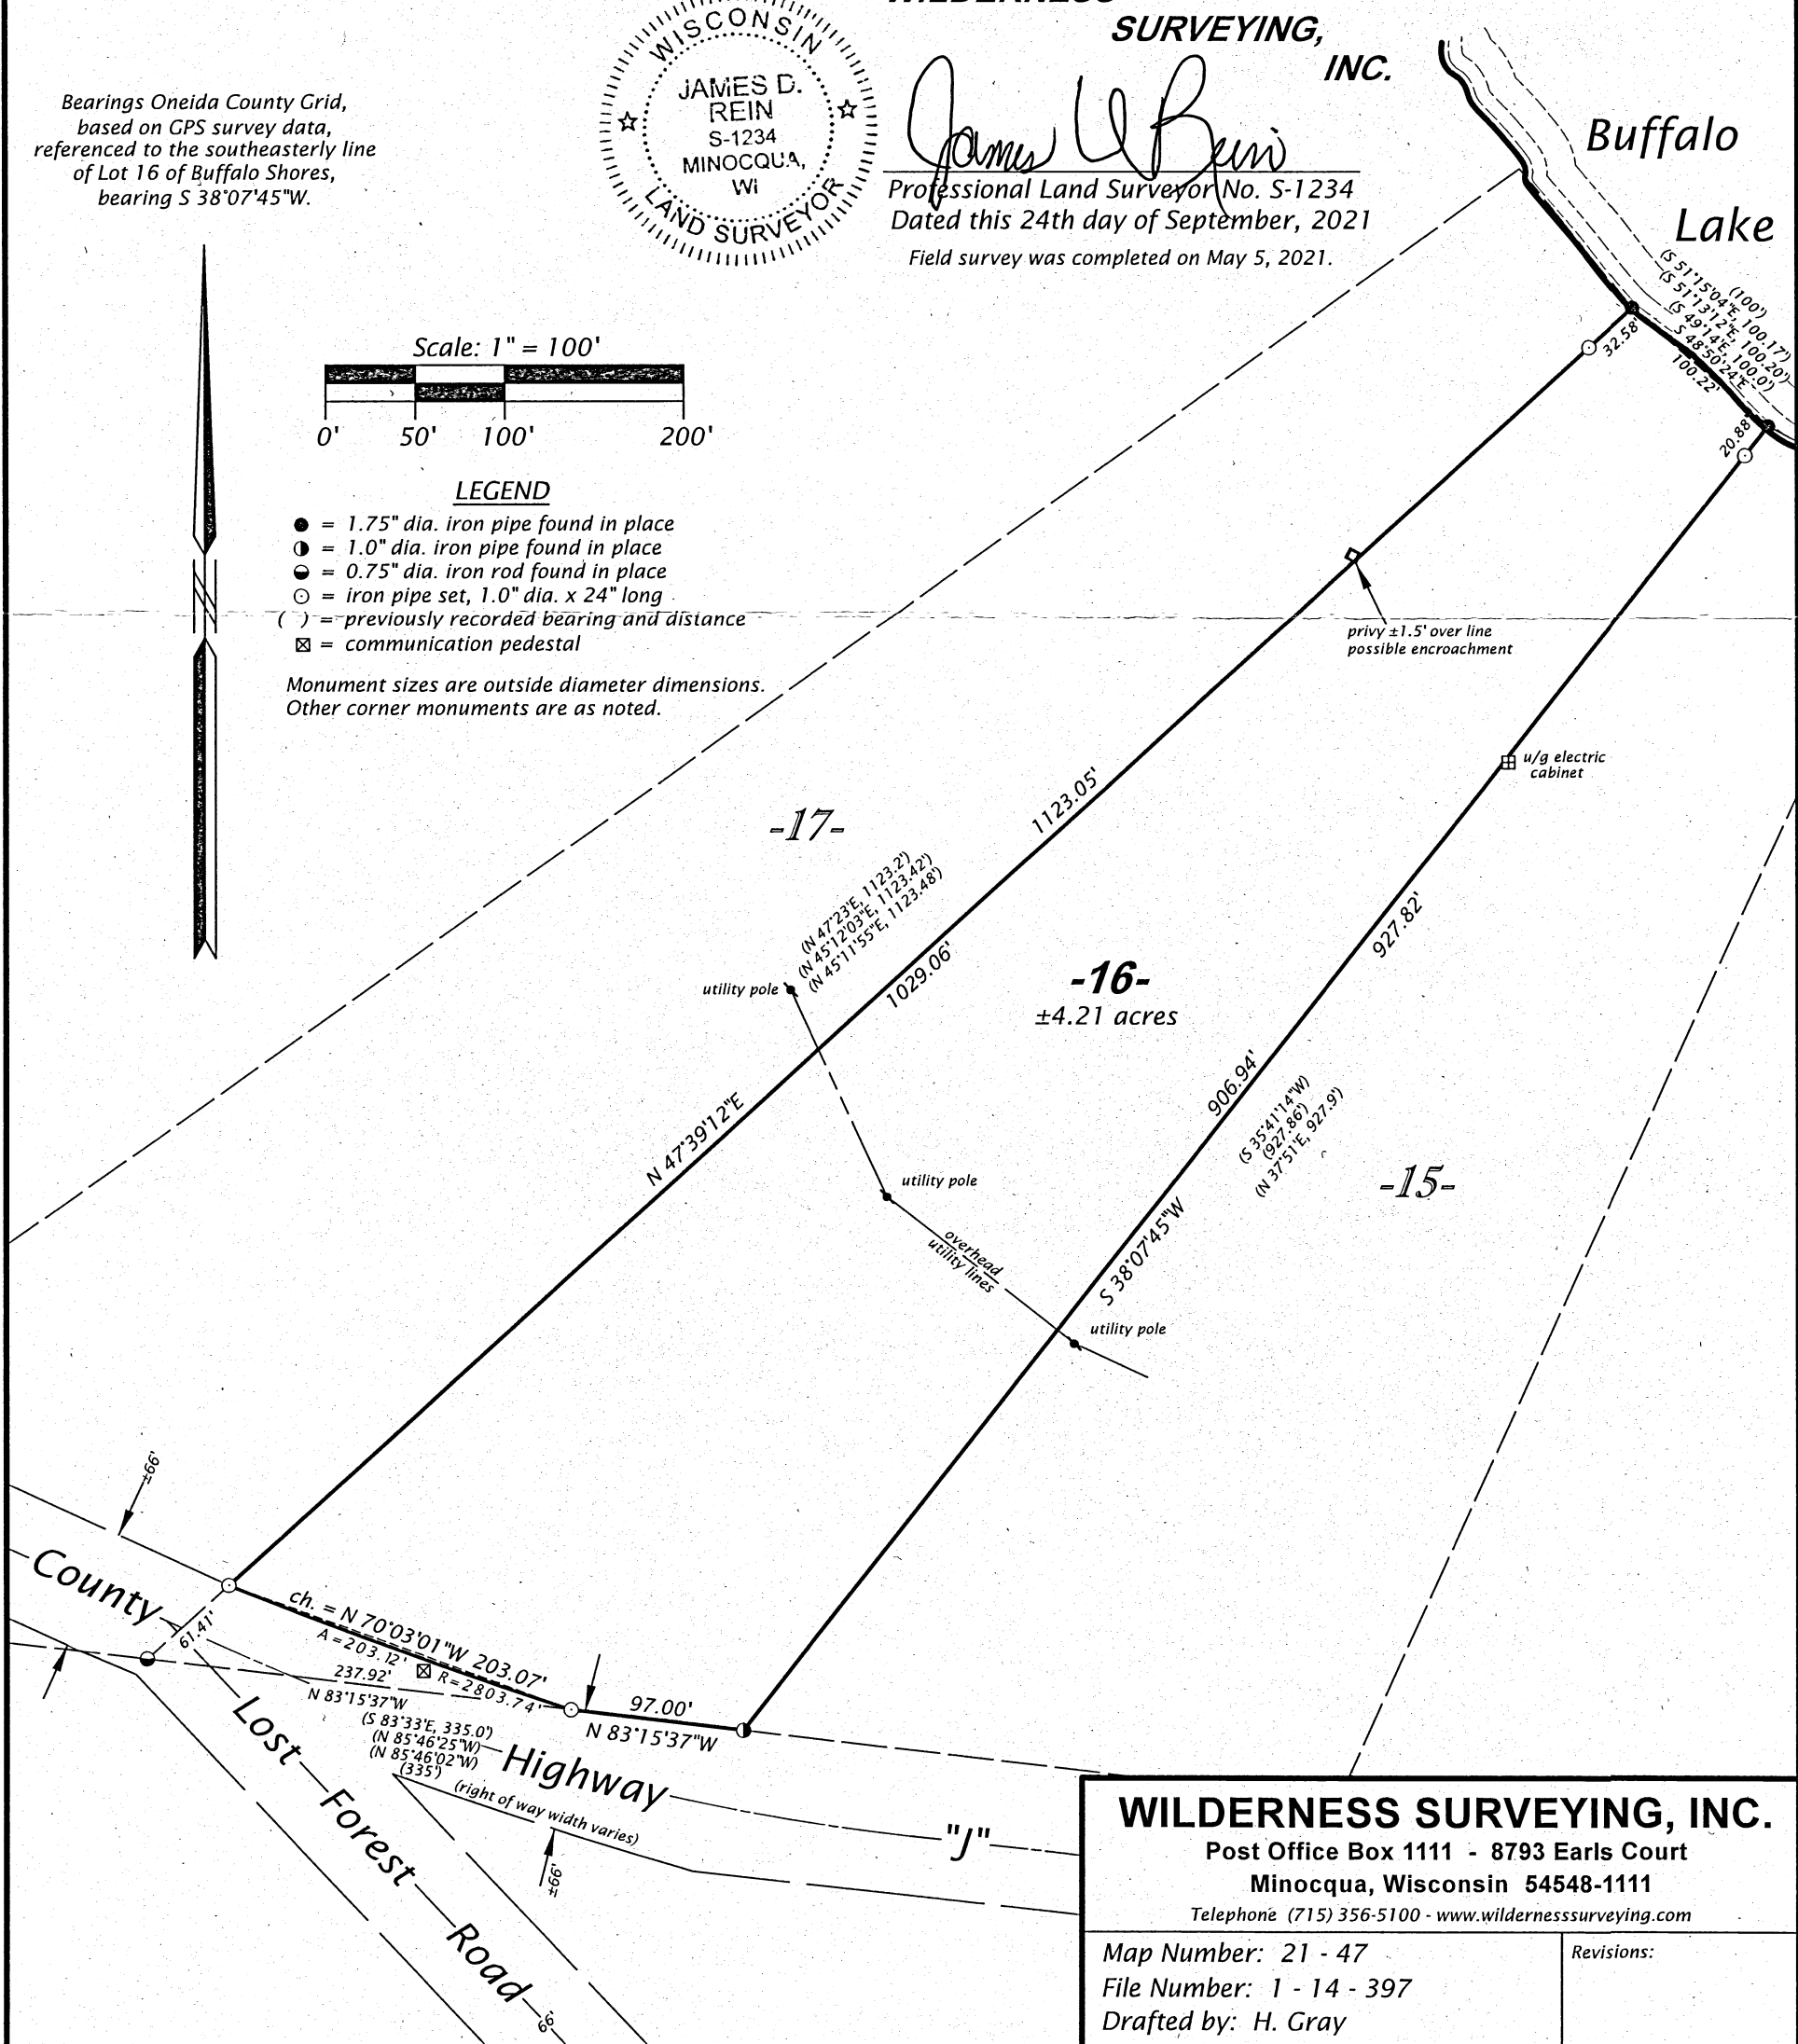 WILDERNESS
SURVEYING,
INC.
WISCONSIN
JAMES D.
REIN
S-1234
MINOCQUA,
WI
LAND SURVEYOR
James D Rein
Professional Land Surveyor No. S-1234
Dated this 24th day of September, 2021
Field survey was completed on May 5, 2021.
Bearings Oneida County Grid,
based on GPS survey data,
referenced to the southeasterly line
of Lot 16 of Buffalo Shores,
bearing S 38°07'45"W.
Buffalo
Lake
Scale: 1" = 100'
0' 50' 100' 200'
LEGEND
= 1.75" dia. iron pipe found in place
= 1.0" dia. iron pipe found in place
= 0.75" dia. iron rod found in place
= iron pipe set, 1.0" dia. x 24" long
( ) = previously recorded bearing and distance
= communication pedestal
Monument sizes are outside diameter dimensions.
Other corner monuments are as noted.
(100')
(S 51°15'04"E, 100.17')
(S 51°13'12"E, 100.20')
(S 49°14'E, 100.0')
S 48°50'24"E
100.22'
32.58'
20.88'
privy ±1.5' over line
possible encroachment
u/g electric
cabinet
-17-
1123.05'
(N 47°23'E, 1123.2')
(N 45°12'03"E, 1123.42')
(N 45°11'55"E, 1123.48')
1029.06'
N 47°39'12"E
utility pole
-16-
±4.21 acres
927.82'
906.94'
(S 35°41'14"W)
(927.86')
(N 37°51'E, 927.9')
S 38°07'45"W
-15-
utility pole
overhead
utility lines
utility pole
±66'
County
61.41'
ch. = N 70°03'01"W 203.07'
A=203.12'
R=2803.74'
237.92'
N 83°15'37"W
(S 83°33'E, 335.0')
(N 85°46'25"W)
(N 85°46'02"W)
(335')
97.00'
N 83°15'37"W
Highway
(right of way width varies)
±66'
"J"
Lost Forest Road
66'
WILDERNESS SURVEYING, INC.
Post Office Box 1111 - 8793 Earls Court
Minocqua, Wisconsin 54548-1111
Telephone (715) 356-5100 - www.wildernesssurveying.com
Map Number: 21 - 47
File Number: 1 - 14 - 397
Drafted by: H. Gray
Revisions: